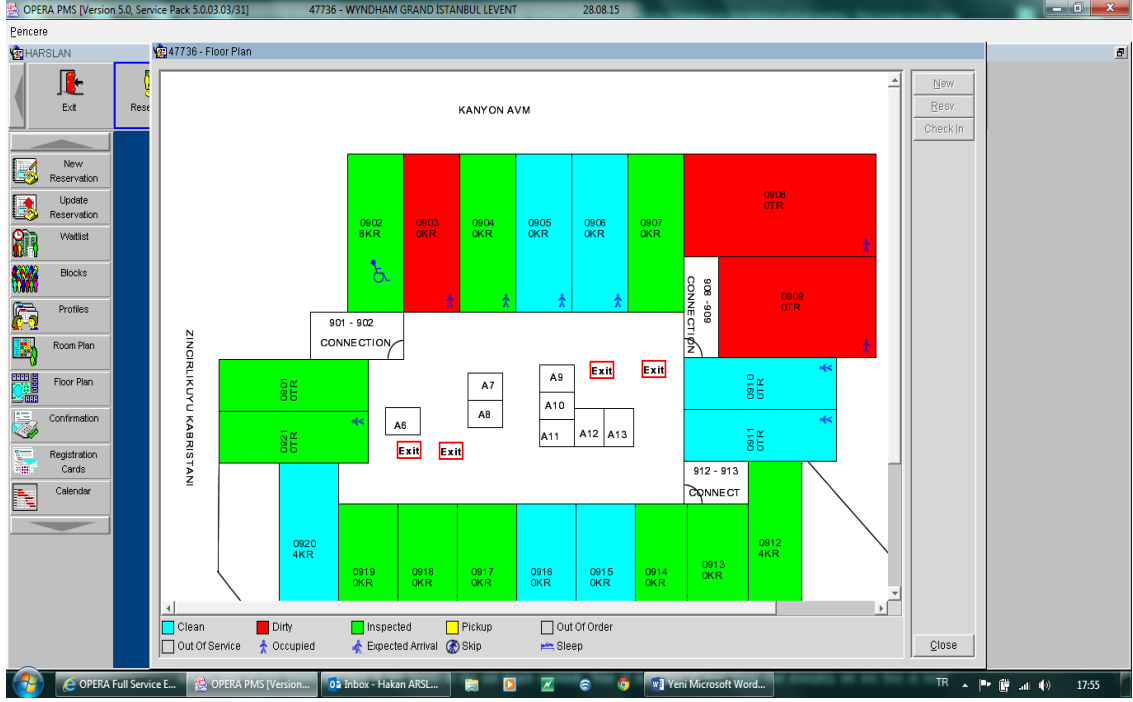 OPERA PMS [Version 5.0, Service Pack 5.0.03.03/31] 47736 - WYNDHAM GRAND İSTANBUL LEVENT 28.08.15
Pencere
HARSLAN
47736 - Floor Plan
Exit
Rese
New
Resv.
Check In
New
Reservation
Update
Reservation
Waitlist
Blocks
Profiles
Room Plan
Floor Plan
Confirmation
Registration
Cards
Calendar
KANYON AVM
0902
8KR
0903
0KR
0904
0KR
0905
0KR
0906
0KR
0907
0KR
0908
0TR
908 - 909
CONNECTION
0909
0TR
901 - 902
CONNECTION
ZINCIRLIKUYU KABRISTANI
0901
0TR
0921
0TR
A6
A7
A8
A9
A10
A11
A12
A13
Exit
Exit
Exit
Exit
0910
0TR
0911
0TR
912 - 913
CONNECT
0920
4KR
0919
0KR
0918
0KR
0917
0KR
0916
0KR
0915
0KR
0914
0KR
0913
0KR
0912
4KR
Clean Dirty Inspected Pickup Out Of Order
Out Of Service Occupied Expected Arrival Skip Sleep
Close
OPERA Full Service E... OPERA PMS [Version... Inbox - Hakan ARSL... Yeni Microsoft Word... TR 17:55